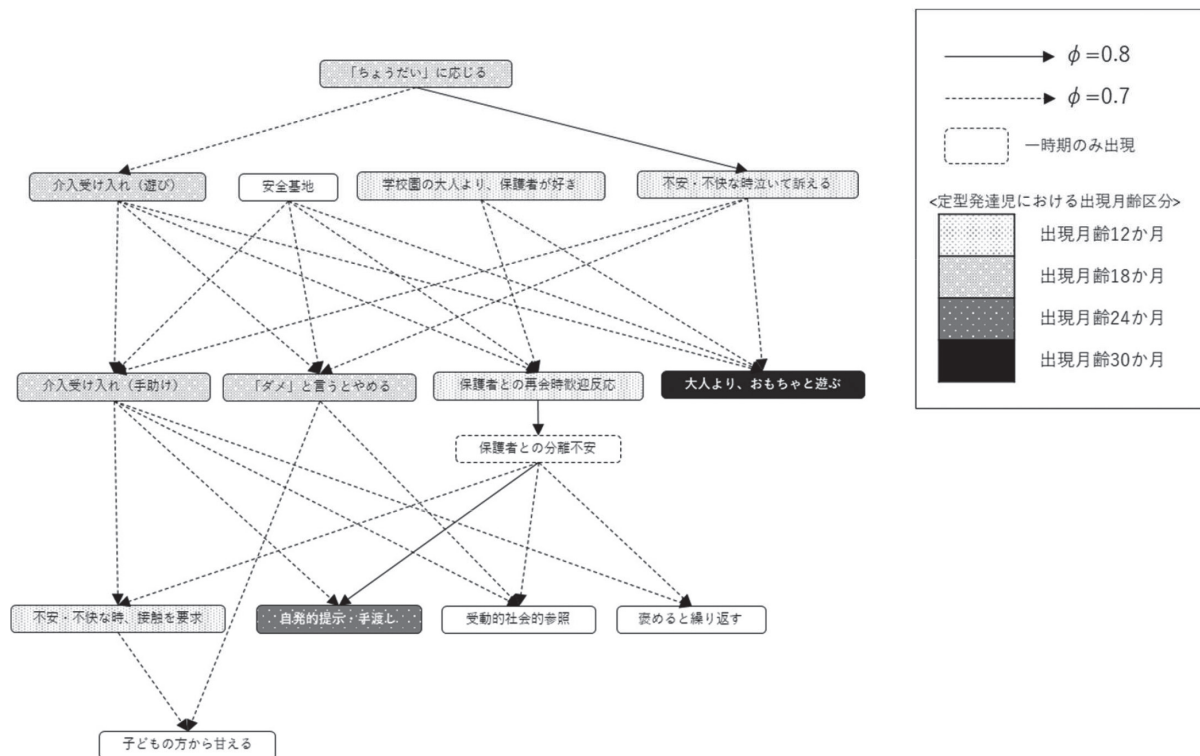 「ちょうだい」に応じる
介入受け入れ（遊び）
安全基地
学校園の大人より、保護者が好き
不安・不快な時泣いて訴える
介入受け入れ（手助け）
「ダメ」と言うとやめる
保護者との再会時歓迎反応
大人より、おもちゃと遊ぶ
保護者との分離不安
不安・不快な時、接触を要求
自発的提示・手渡し
受動的社会的参照
褒めると繰り返す
子どもの方から甘える
ϕ=0.8
ϕ=0.7
一時期のみ出現
<定型発達児における出現月齢区分>
出現月齢12か月
出現月齢18か月
出現月齢24か月
出現月齢30か月